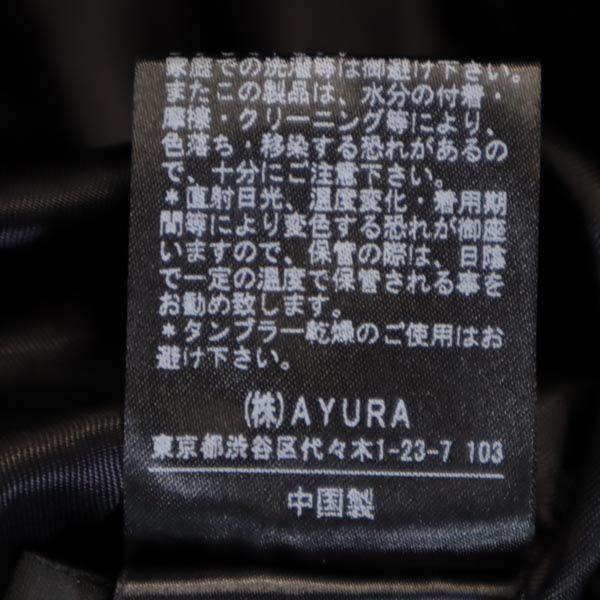 家庭での洗濯等は御避け下さい。
またこの製品は、水分の付着・
摩擦・クリーニング等により、
色落ち・移染する恐れがあるの
で、十分にご注意下さい。
*直射日光、温度変化・着用期
間等により変色する恐れが御座
いますので、保管の際は、日陰
で一定の温度で保管される事を
お勧め致します。
*タンブラー乾燥のご使用はお
避け下さい。
(株)AYURA
東京都渋谷区代々木1-23-7 103
中国製